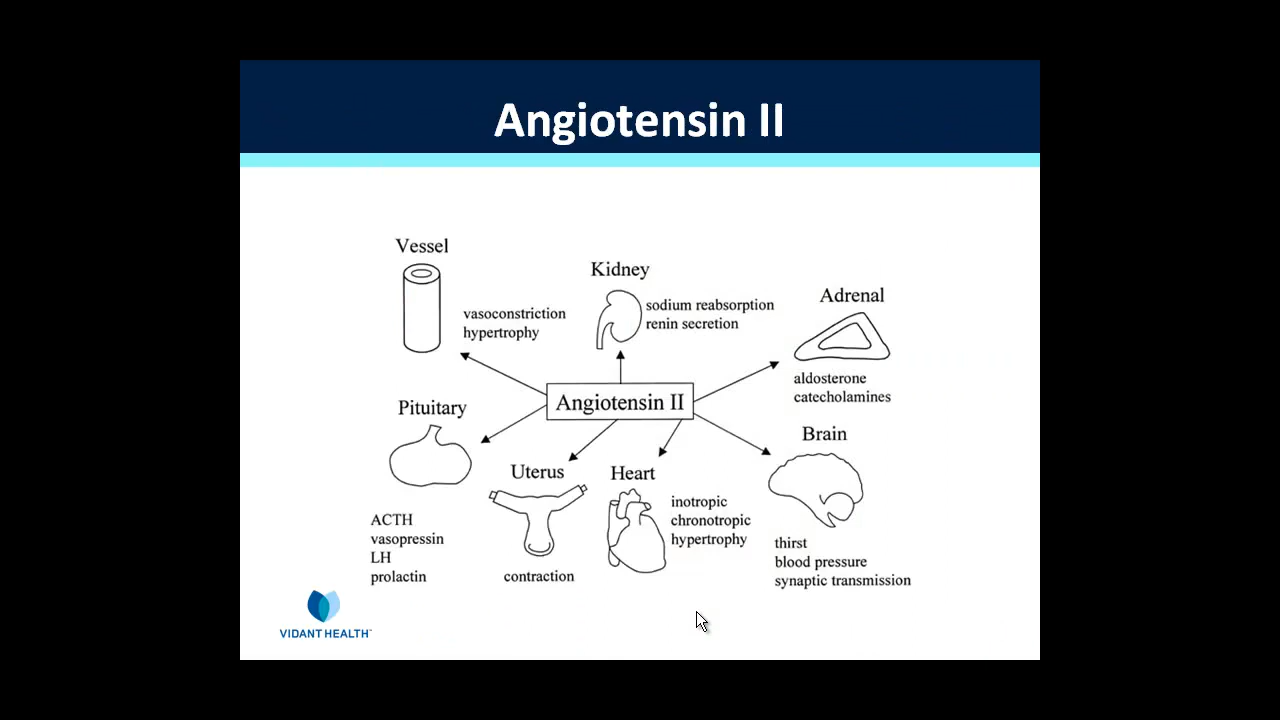 Angiotensin II
Vessel
vasoconstriction
hypertrophy
Kidney
sodium reabsorption
renin secretion
Adrenal
aldosterone
catecholamines
Angiotensin II
Pituitary
ACTH
vasopressin
LH
prolactin
Uterus
contraction
Heart
inotropic
chronotropic
hypertrophy
Brain
thirst
blood pressure
synaptic transmission
VIDANT HEALTH™